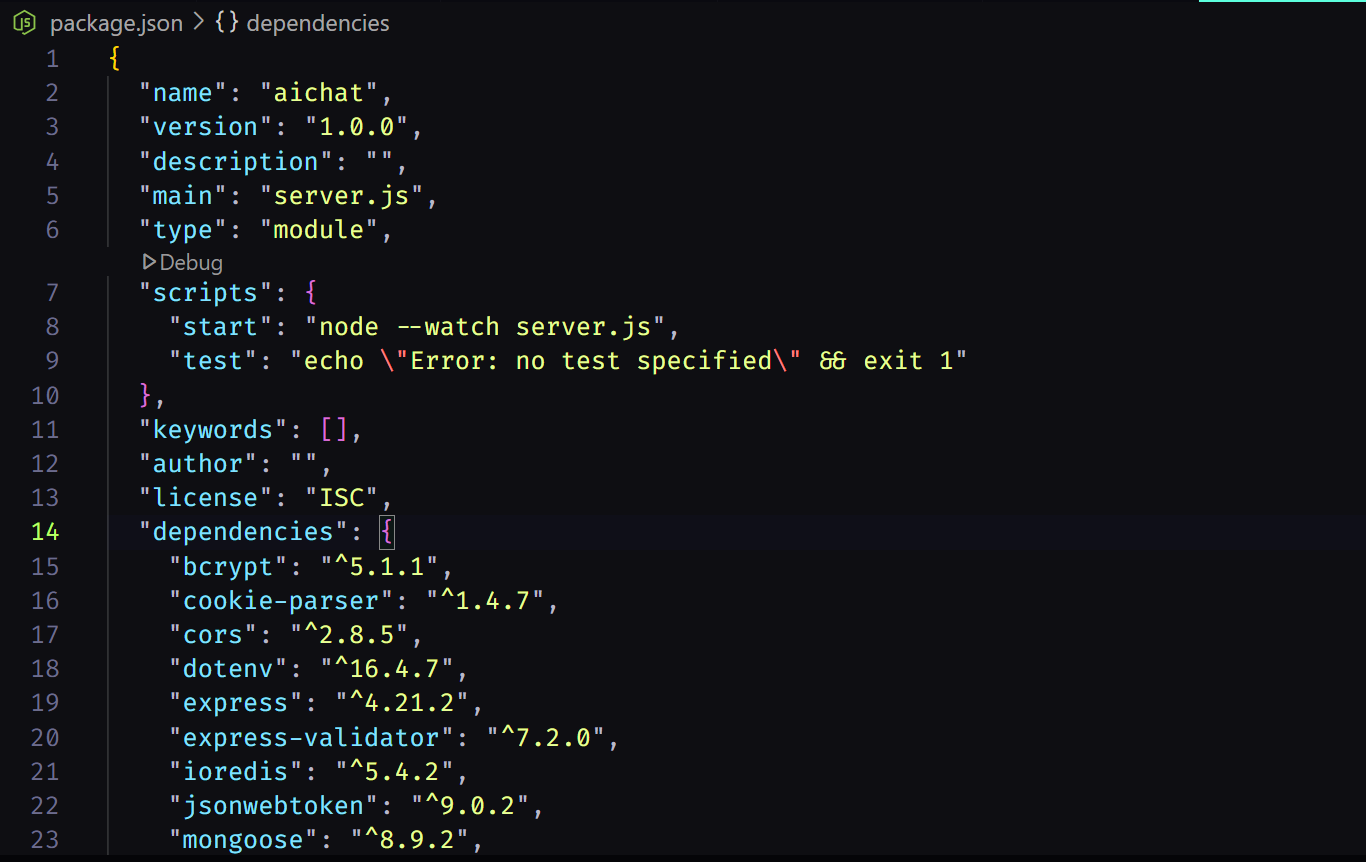 package.json > {} dependencies
1 {
2 "name": "aichat",
3 "version": "1.0.0",
4 "description": "",
5 "main": "server.js",
6 "type": "module",
Debug
7 "scripts": {
8 "start": "node --watch server.js",
9 "test": "echo \"Error: no test specified\" && exit 1"
10 },
11 "keywords": [],
12 "author": "",
13 "license": "ISC",
14 "dependencies": {
15 "bcrypt": "^5.1.1",
16 "cookie-parser": "^1.4.7",
17 "cors": "^2.8.5",
18 "dotenv": "^16.4.7",
19 "express": "^4.21.2",
20 "express-validator": "^7.2.0",
21 "ioredis": "^5.4.2",
22 "jsonwebtoken": "^9.0.2",
23 "mongoose": "^8.9.2",